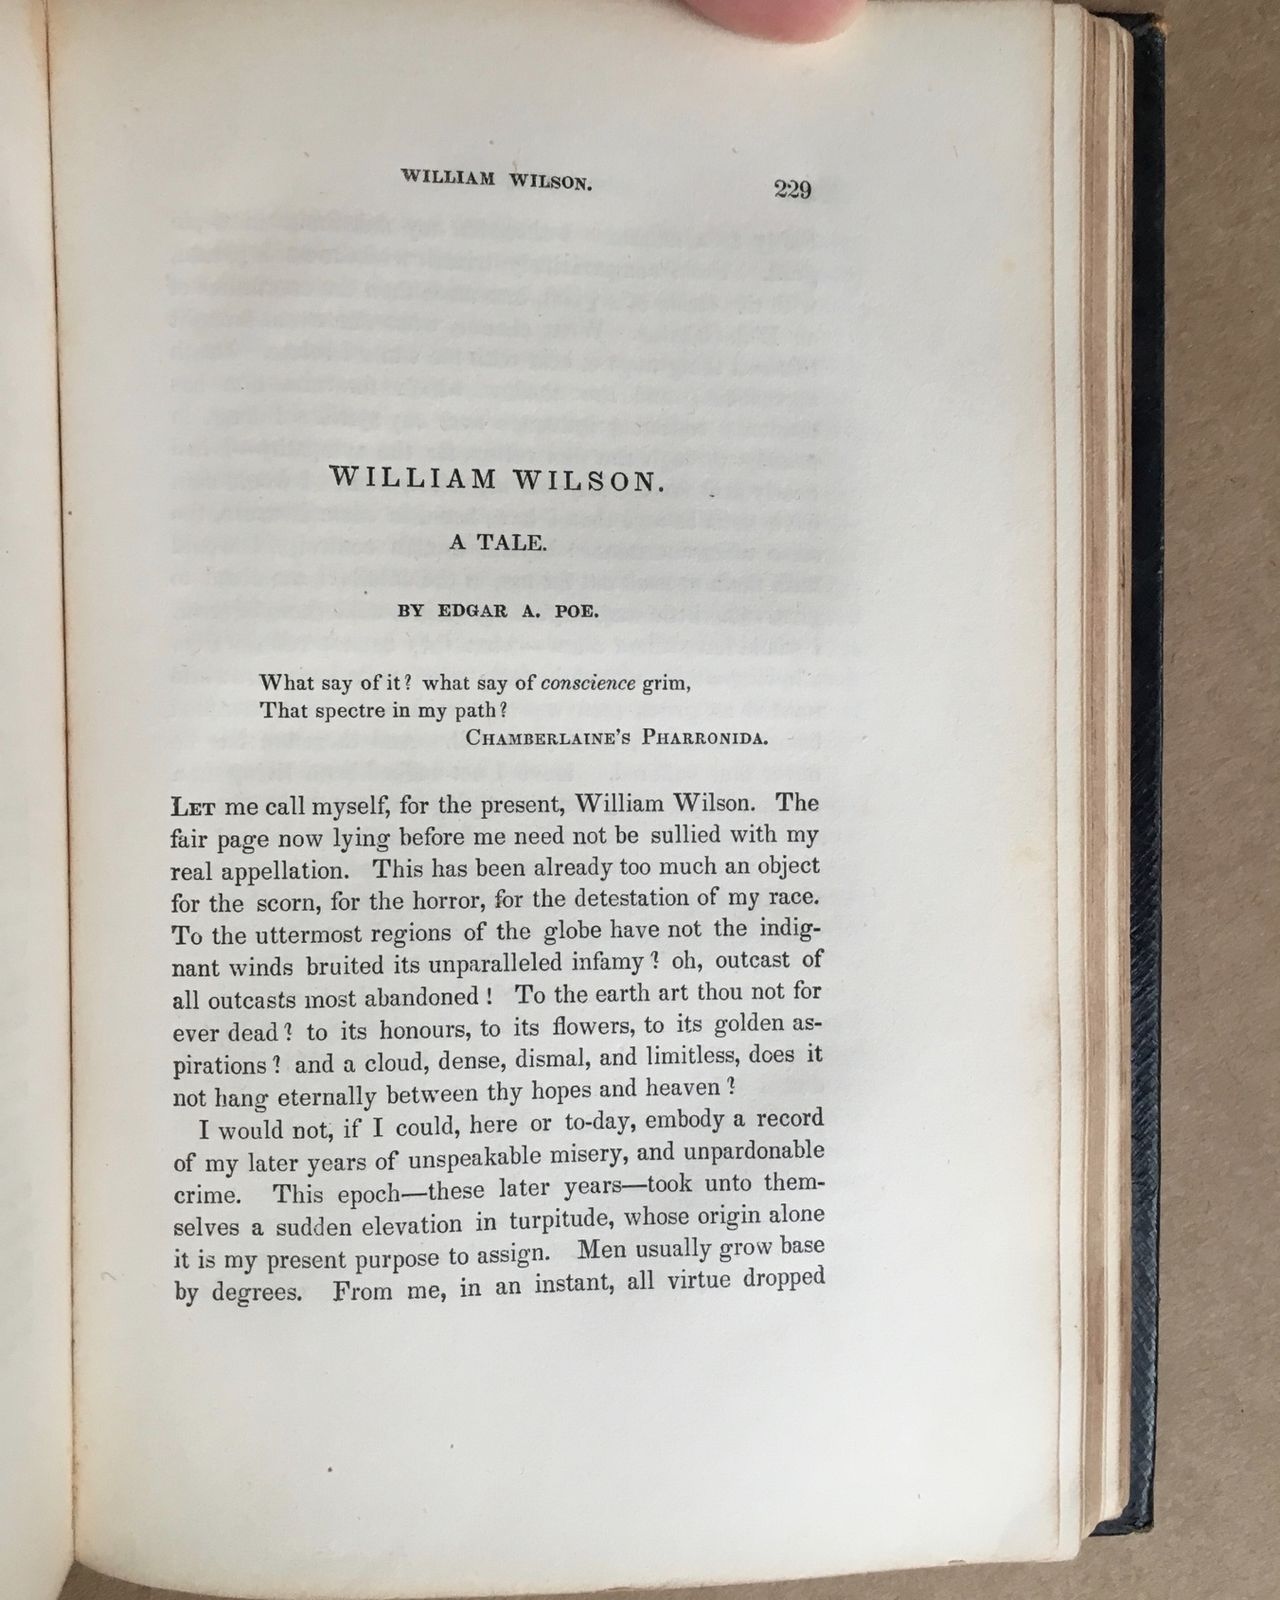 WILLIAM WILSON. 229
WILLIAM WILSON.
A TALE.
BY EDGAR A. POE.
What say of it? what say of conscience grim,
That spectre in my path?
CHAMBERLAINE'S PHARRONIDA.
LET me call myself, for the present, William Wilson. The
fair page now lying before me need not be sullied with my
real appellation. This has been already too much an object
for the scorn, for the horror, for the detestation of my race.
To the uttermost regions of the globe have not the indig-
nant winds bruited its unparalleled infamy? oh, outcast of
all outcasts most abandoned! To the earth art thou not for
ever dead? to its honours, to its flowers, to its golden as-
pirations? and a cloud, dense, dismal, and limitless, does it
not hang eternally between thy hopes and heaven?
I would not, if I could, here or to-day, embody a record
of my later years of unspeakable misery, and unpardonable
crime. This epoch—these later years—took unto them-
selves a sudden elevation in turpitude, whose origin alone
it is my present purpose to assign. Men usually grow base
by degrees. From me, in an instant, all virtue dropped